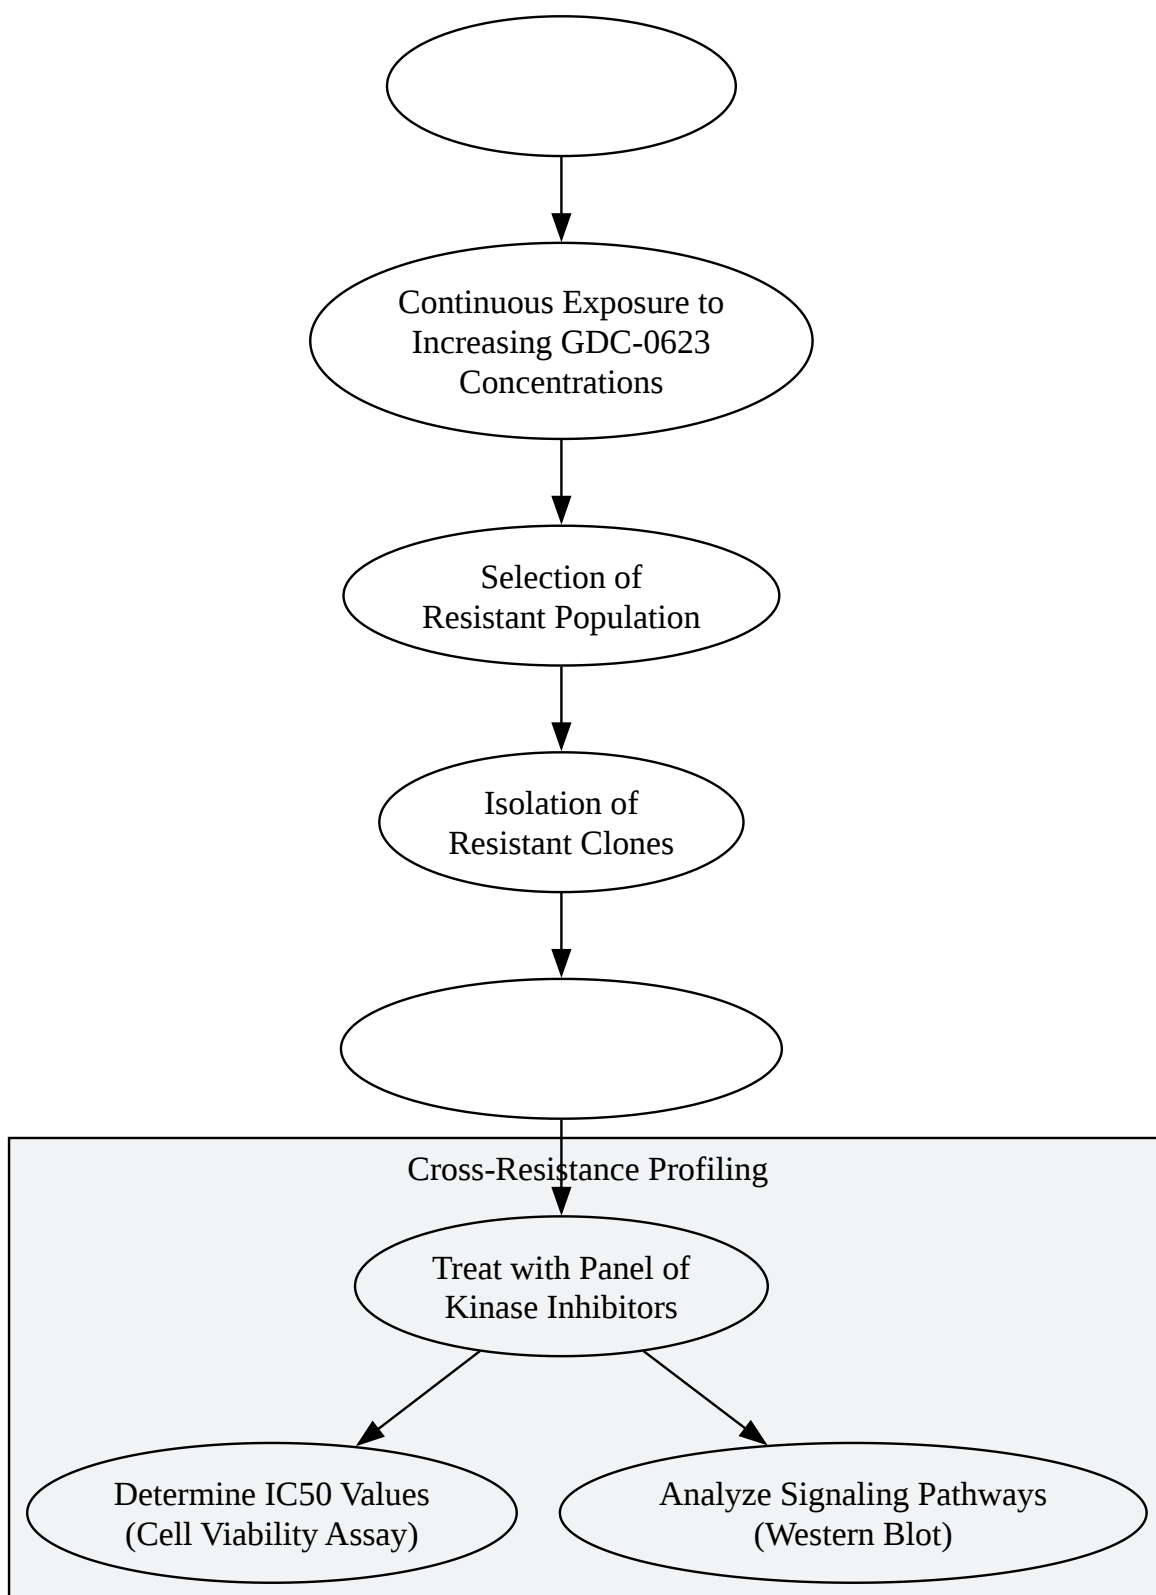 Continuous Exposure to
Increasing GDC-0623
Concentrations
Selection of
Resistant Population
Isolation of
Resistant Clones
Cross-Resistance Profiling
Treat with Panel of
Kinase Inhibitors
Determine IC50 Values
(Cell Viability Assay)
Analyze Signaling Pathways
(Western Blot)